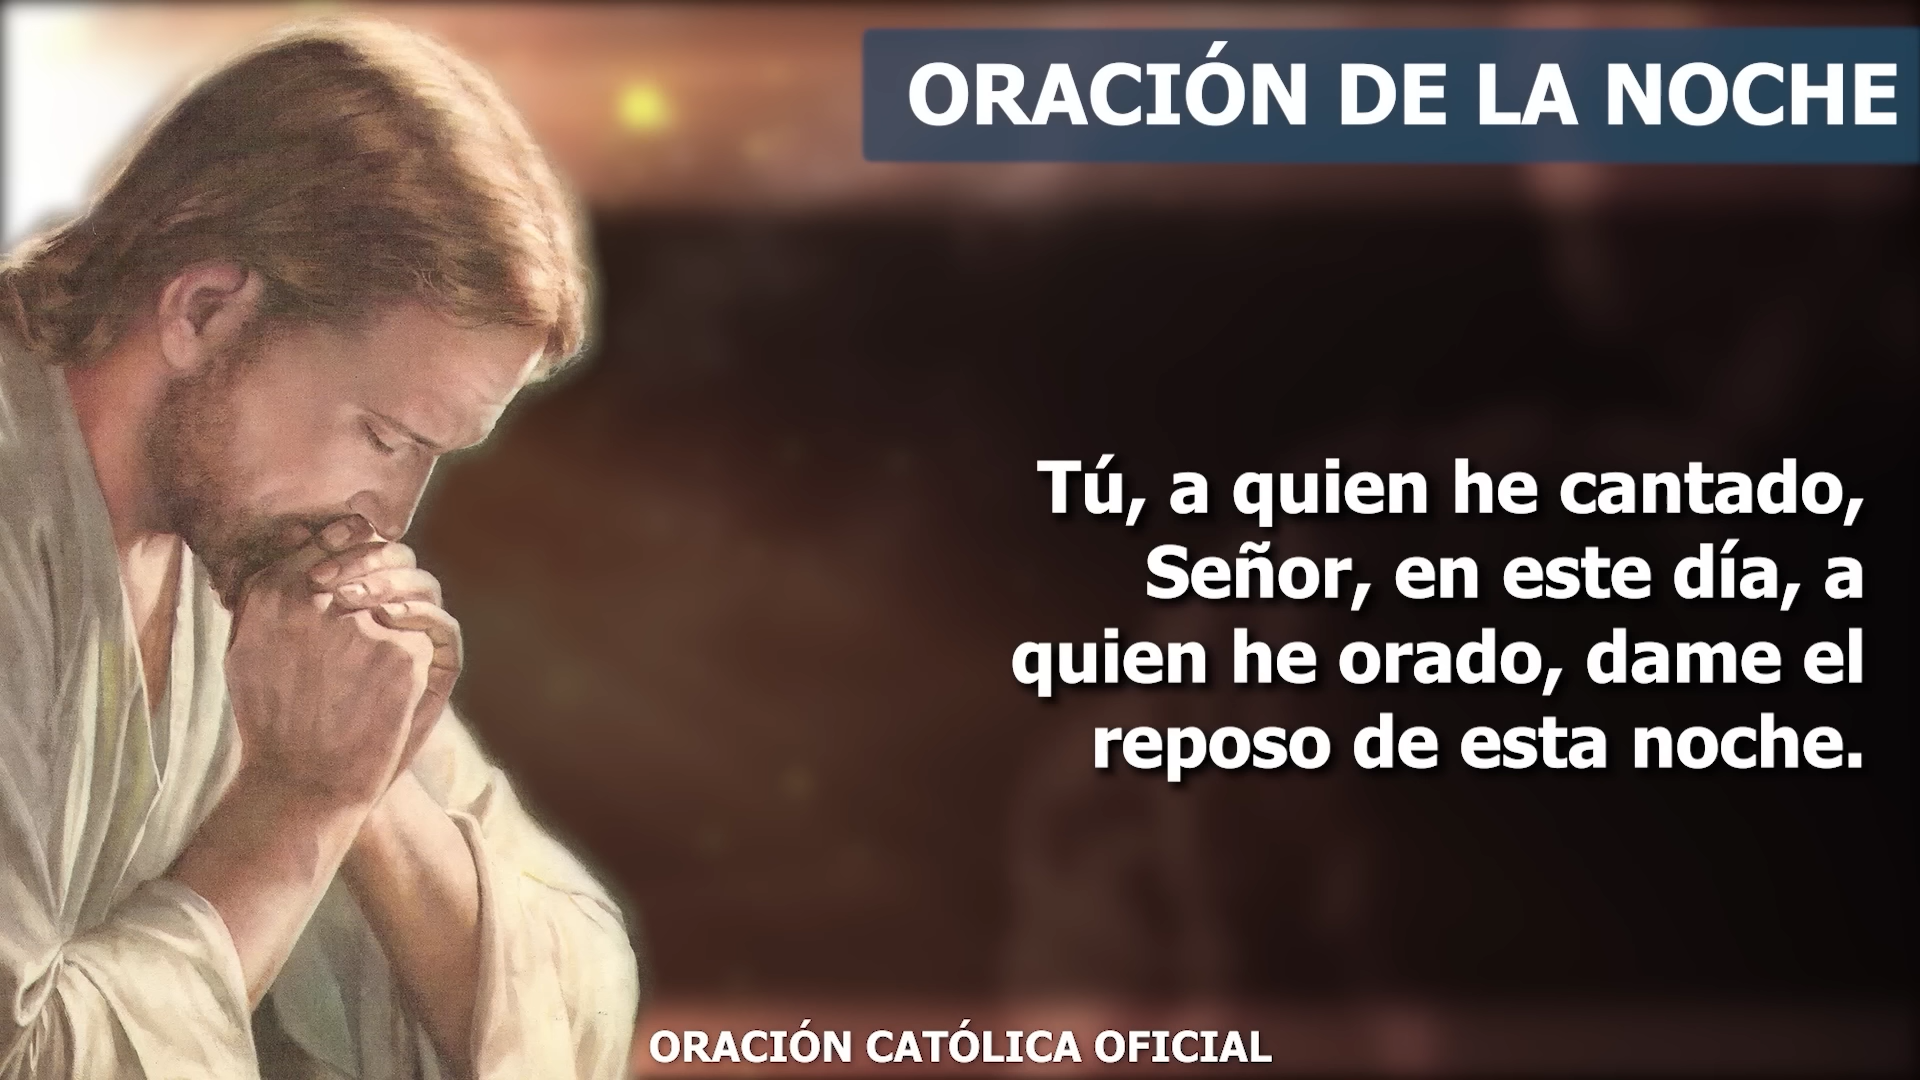 ORACIÓN DE LA NOCHE
Tú, a quien he cantado,
Señor, en este día, a
quien he orado, dame el
reposo de esta noche.
ORACIÓN CATÓLICA OFICIAL